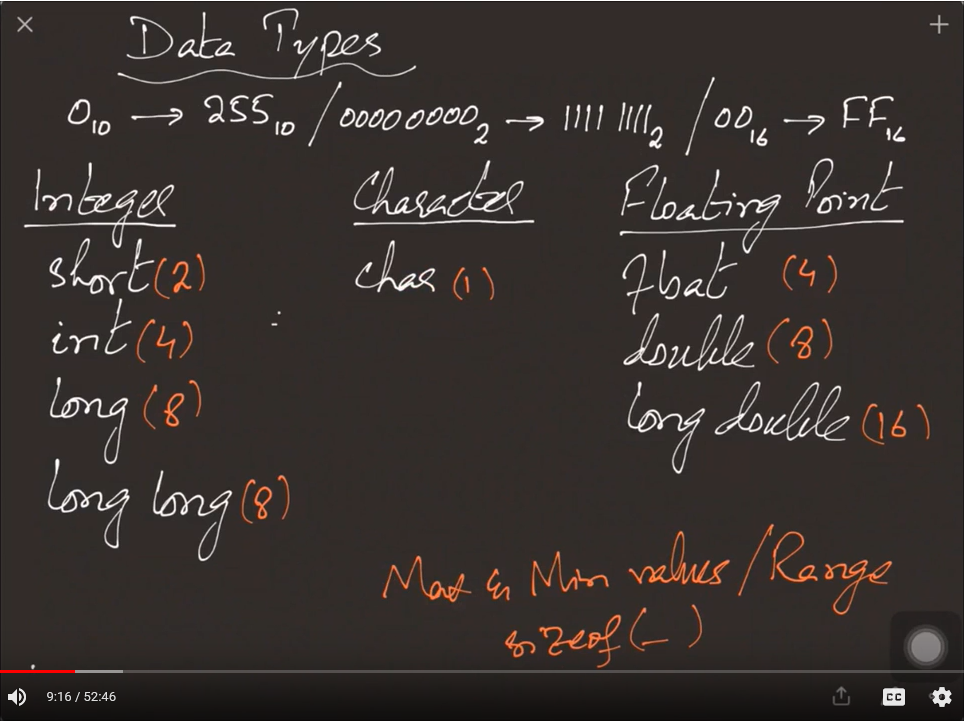 Data Types
0₁₀ → 255₁₀ / 00000000₂ → 1111 1111₂ / 00₁₆ → FF₁₆
Integer Character Floating Point
short (2) char (1) float (4)
int (4) double (8)
long (8) long double (16)
long long (8)
Max & Min values / Range
sizeof(_)
9:16 / 52:46 CC